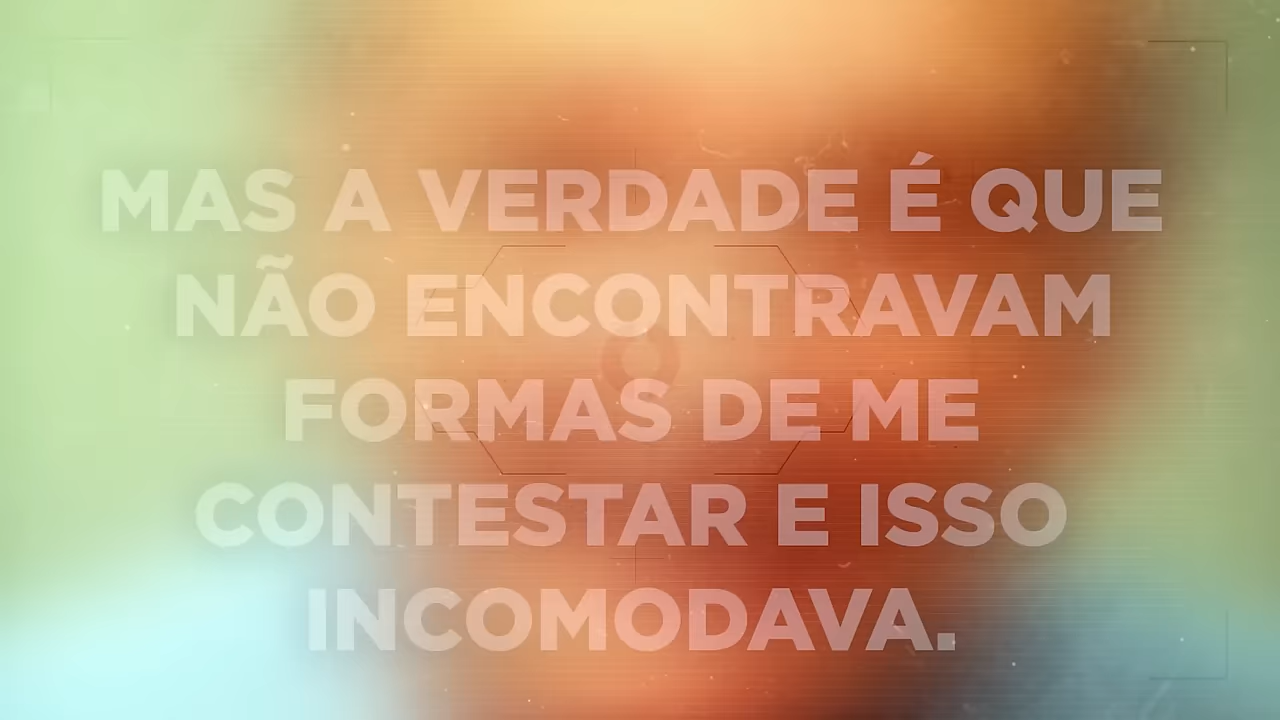 MAS A VERDADE É QUE
NÃO ENCONTRAVAM
FORMAS DE ME
CONTESTAR E ISSO
INCOMODAVA.